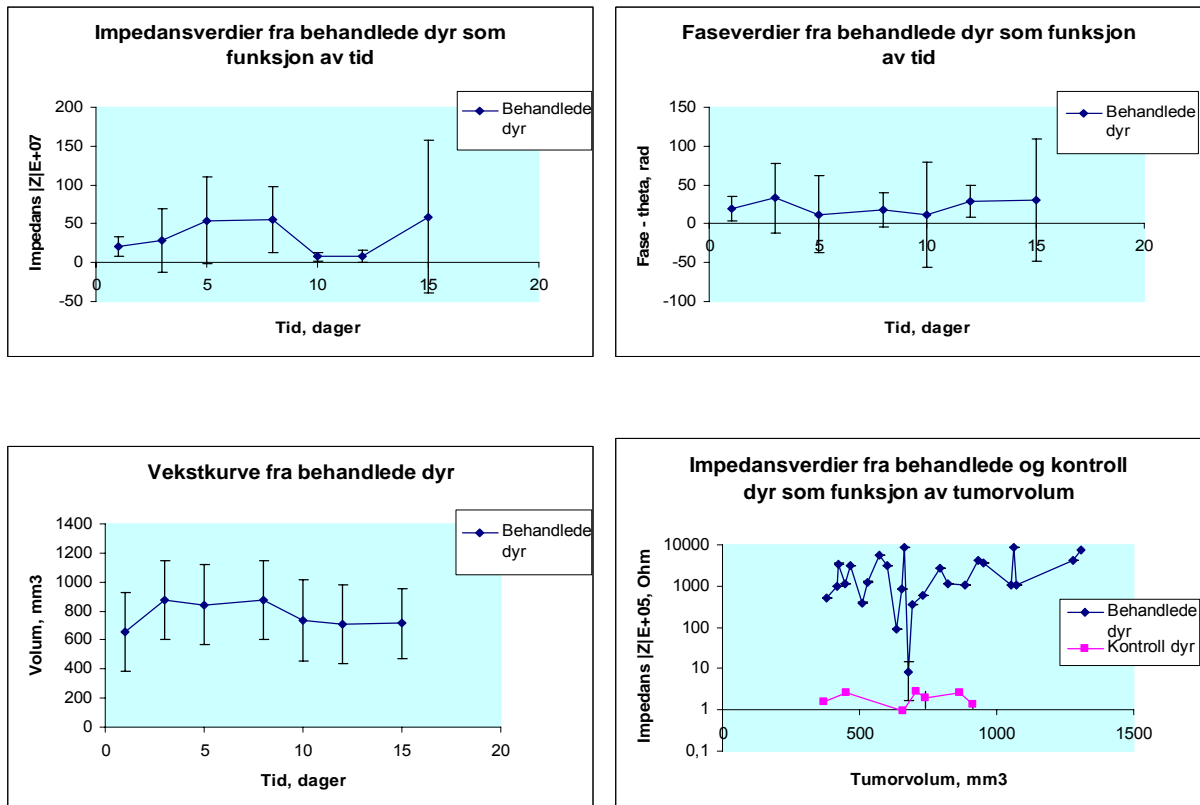 Impedansverdier fra behandlede dyr som
funksjon av tid
Impedans |Z|E+07
200
150
100
50
0
-50
0
5
10
15
20
Tid, dager
Behandlede
dyr
Faseverdier fra behandlede dyr som funksjon
av tid
Fase - theta, rad
150
100
50
0
-50
-100
0
5
10
15
20
Tid, dager
Behandlede
dyr
Vekstkurve fra behandlede dyr
Volum, mm3
1400
1200
1000
800
600
400
200
0
0
5
10
15
20
Tid, dager
Behandlede
dyr
Impedansverdier fra behandlede og kontroll
dyr som funksjon av tumorvolum
Impedans |Z|E+05, Ohm
10000
1000
100
10
1
0,1
0
500
1000
1500
Tumorvolum, mm3
Behandlede
dyr
Kontroll dyr